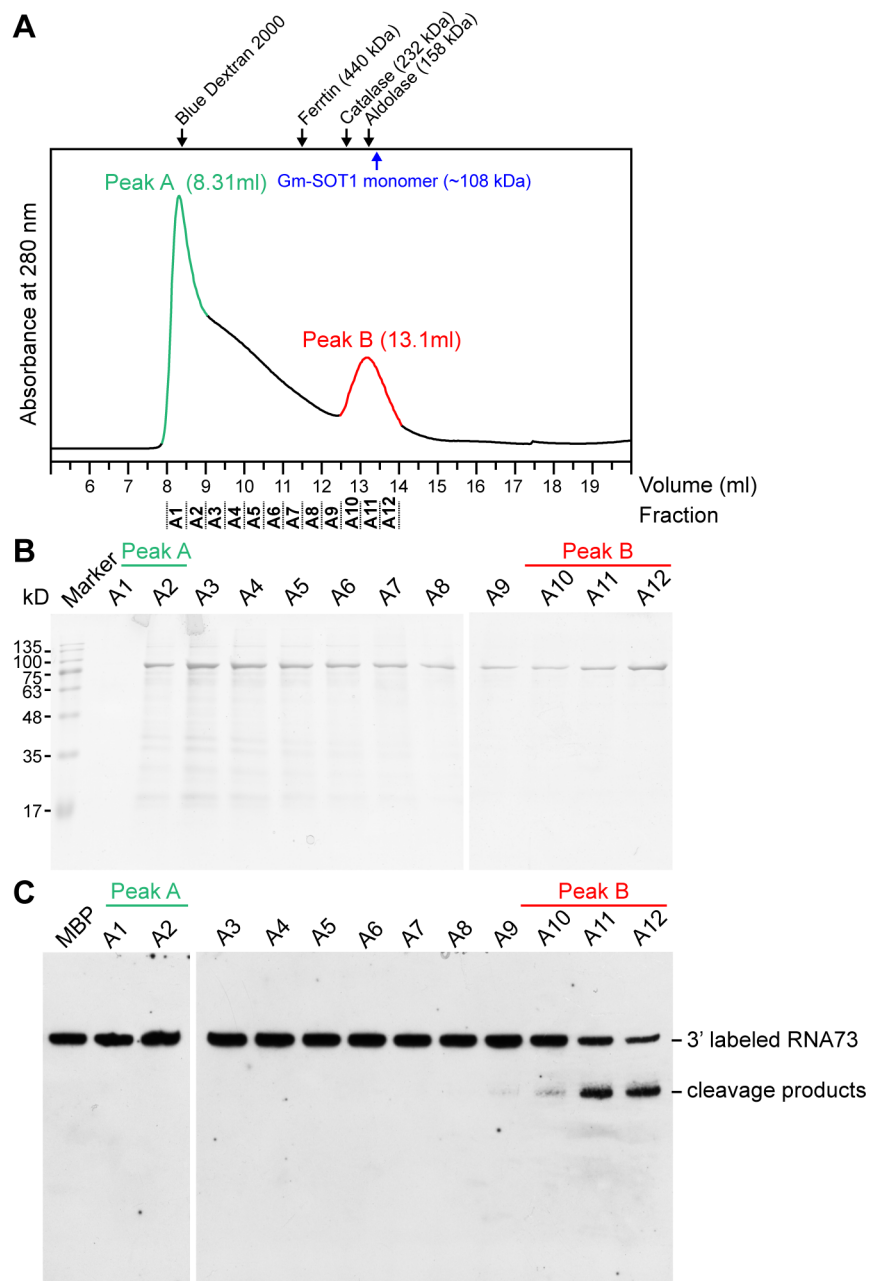 A
Blue Dextran 2000
Ferrtin (440 kDa)
Catalase (232 kDa)
Aldolase (158 kDa)
Peak A (8.31ml)
Gm-SOT1 monomer (~108 kDa)
Peak B (13.1ml)
Absorbance at 280 nm
6 7 8 9 10 11 12 13 14 15 16 17 18 19 Volume (ml)
A1 A2 A3 A4 A5 A6 A7 A8 A9 A10 A11 A12 Fraction
B
Peak A Peak B
kD Marker A1 A2 A3 A4 A5 A6 A7 A8 A9 A10 A11 A12
135
100
75
63
48
35
17
C
Peak A Peak B
MBP A1 A2 A3 A4 A5 A6 A7 A8 A9 A10 A11 A12
3’ labeled RNA73
cleavage products